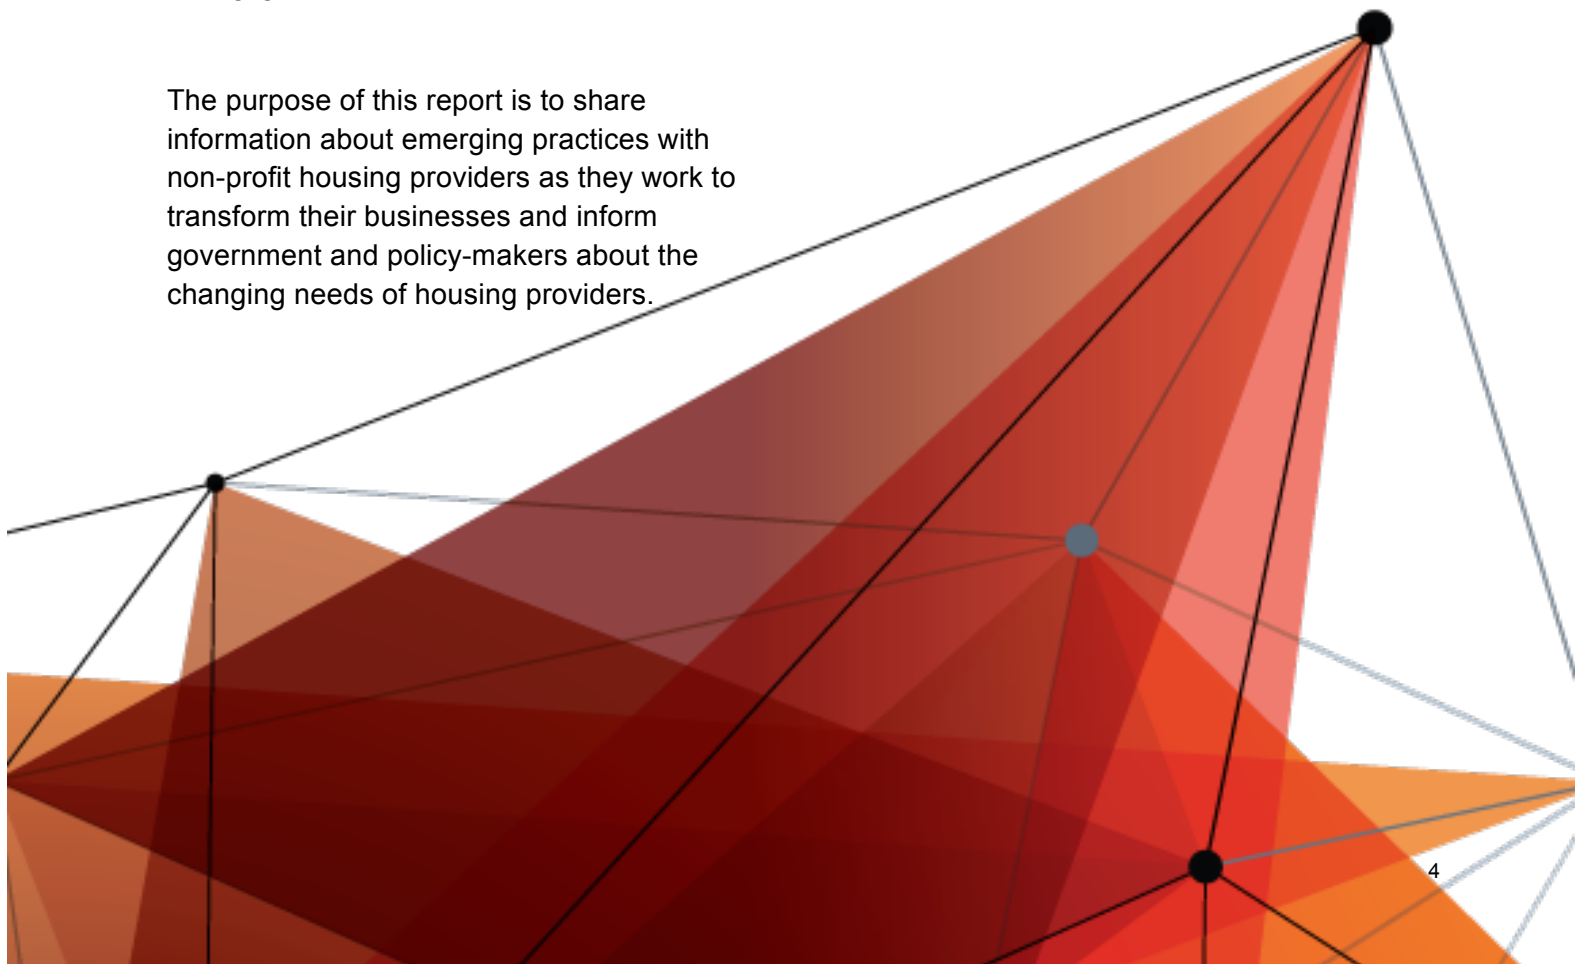 The purpose of this report is to share
information about emerging practices with
non-profit housing providers as they work to
transform their businesses and inform
government and policy-makers about the
changing needs of housing providers.
4